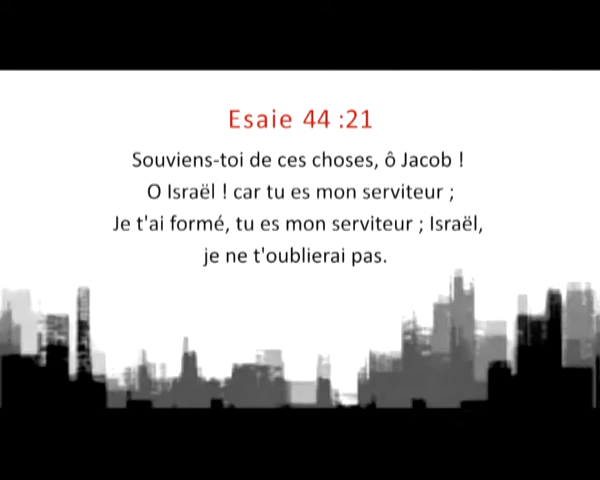 Esaie 44 :21
Souviens-toi de ces choses, ô Jacob !
O Israël ! car tu es mon serviteur ;
Je t'ai formé, tu es mon serviteur ; Israël,
je ne t'oublierai pas.